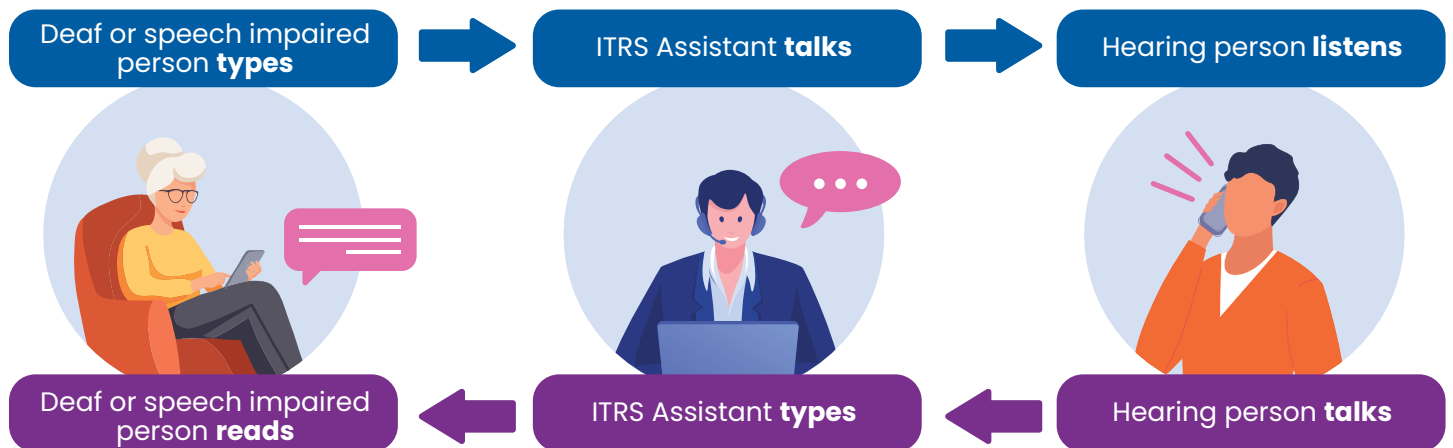 Deaf or speech impaired
person types
ITRS Assistant talks
Hearing person listens
Deaf or speech impaired
person reads
ITRS Assistant types
Hearing person talks